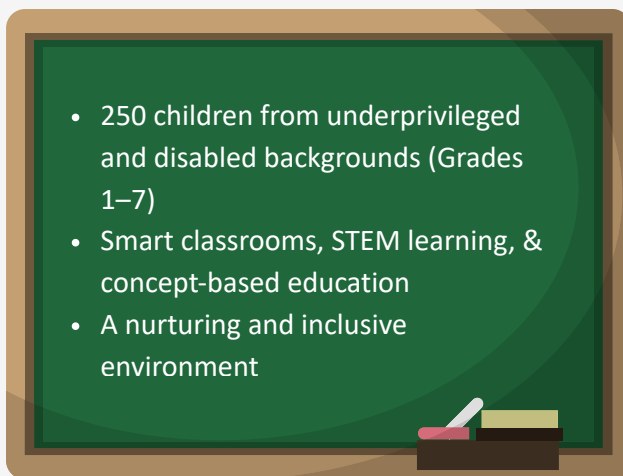 • 250 children from underprivileged
and disabled backgrounds (Grades
1–7)
• Smart classrooms, STEM learning, &
concept-based education
• A nurturing and inclusive
environment